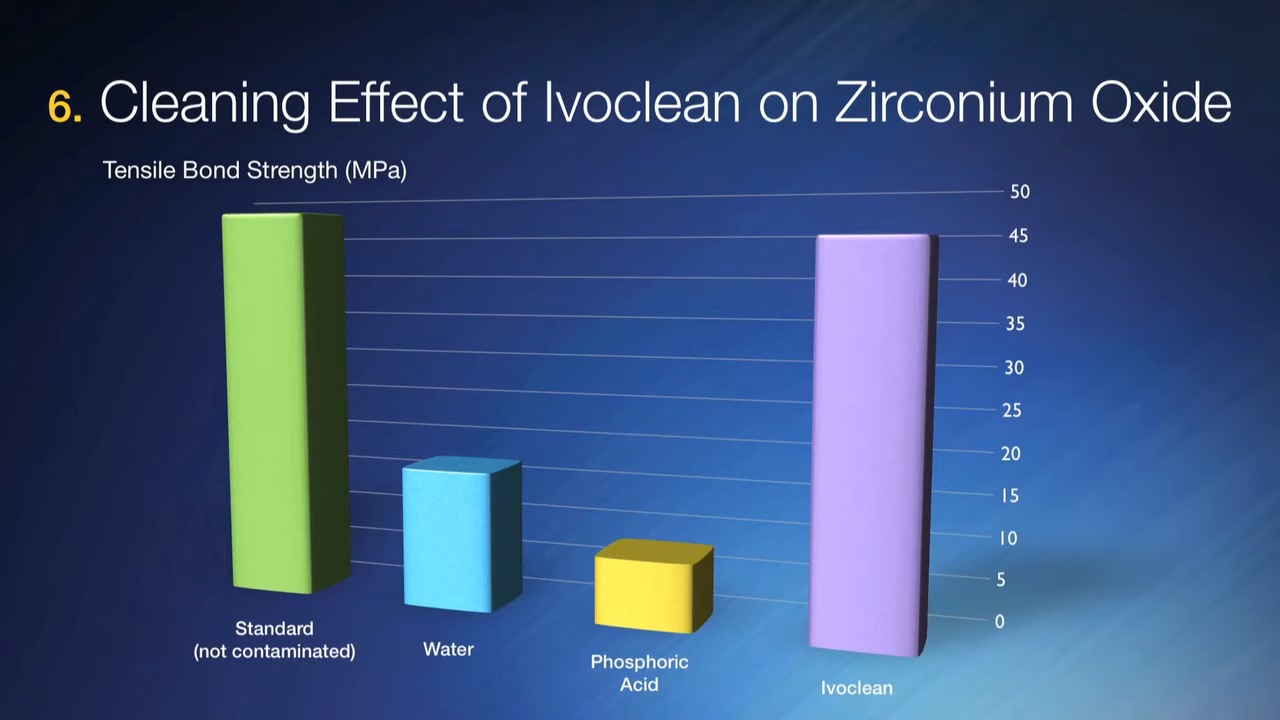 6. Cleaning Effect of Ivoclean on Zirconium Oxide
Tensile Bond Strength (MPa)
50
45
40
35
30
25
20
15
10
5
0
Standard
(not contaminated)
Water
Phosphoric
Acid
Ivoclean